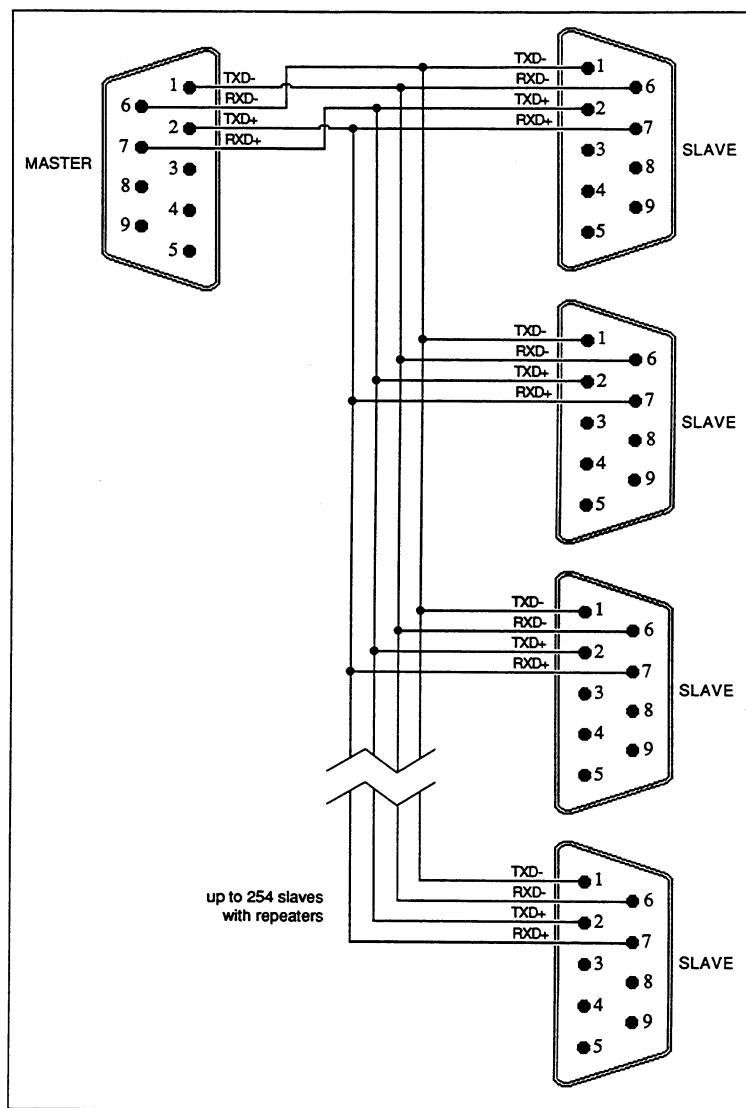 MASTER
1
6
2
7
3
8
4
9
5
TXD-
RXD-
TXD+
RXD+
TXD-
RXD-
TXD+
RXD+
1
6
2
7
3
8
4
9
5
SLAVE
TXD-
RXD-
TXD+
RXD+
1
6
2
7
3
8
4
9
5
SLAVE
TXD-
RXD-
TXD+
RXD+
1
6
2
7
3
8
4
9
5
SLAVE
up to 254 slaves
with repeaters
TXD-
RXD-
TXD+
RXD+
1
6
2
7
3
8
4
9
5
SLAVE